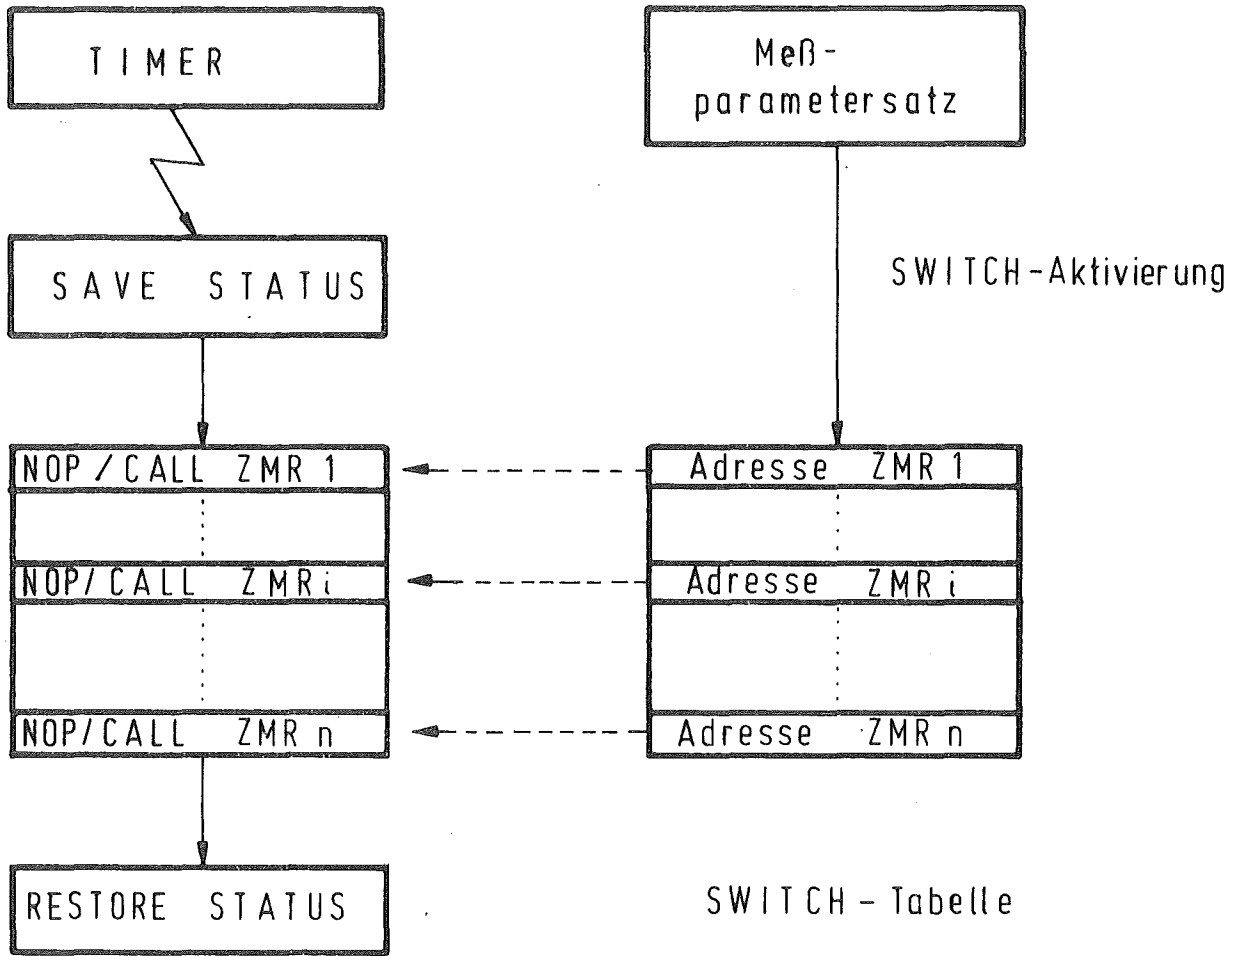 TIMER
Meß-
parametersatz
SAVE STATUS
SWITCH-Aktivierung
NOP/CALL ZMR 1
Adresse ZMR 1
NOP/CALL ZMR i
Adresse ZMR i
NOP/CALL ZMR n
Adresse ZMR n
RESTORE STATUS
SWITCH-Tabelle